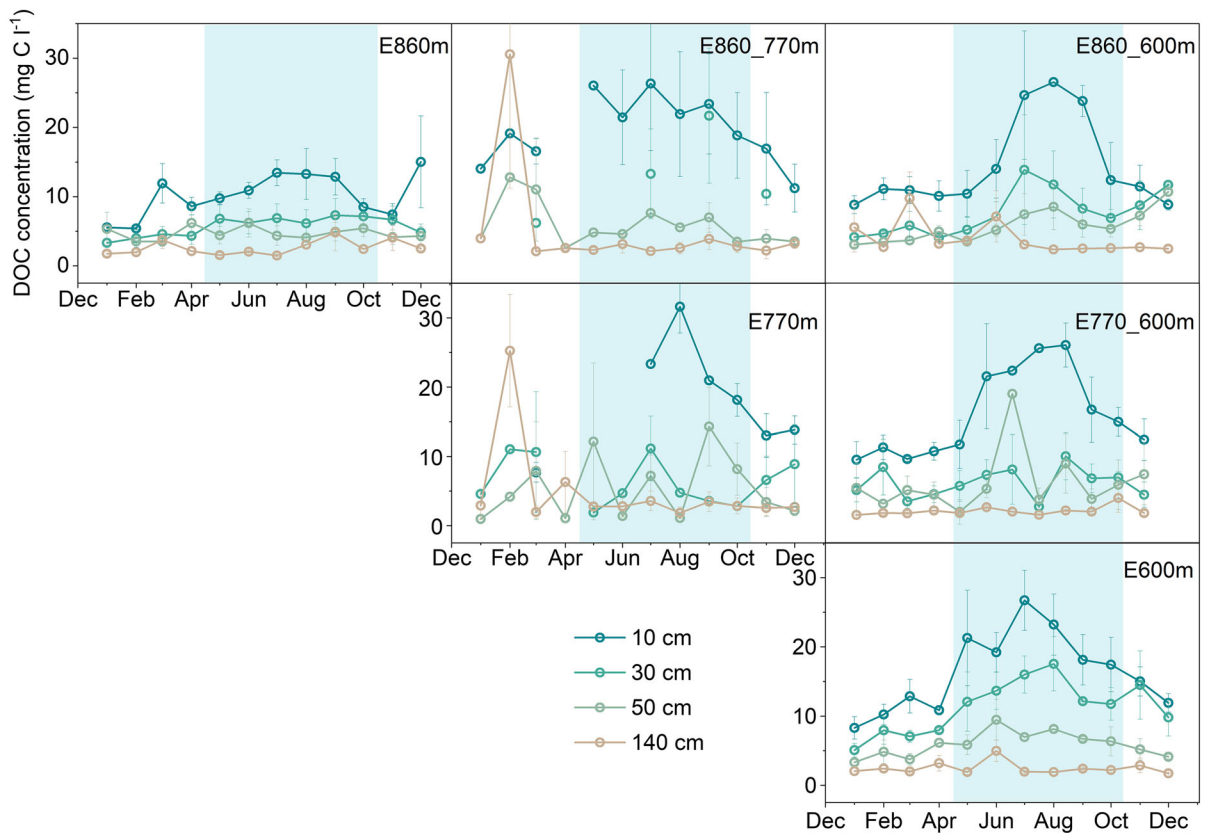 DOC concentration (mg C l⁻¹)
30
20
10
0
E860m
E860_770m
E860_600m
Dec Feb Apr Jun Aug Oct Dec
30
20
10
0
E770m
E770_600m
Dec Feb Apr Jun Aug Oct Dec
30
20
10
0
E600m
Dec Feb Apr Jun Aug Oct Dec
10 cm
30 cm
50 cm
140 cm